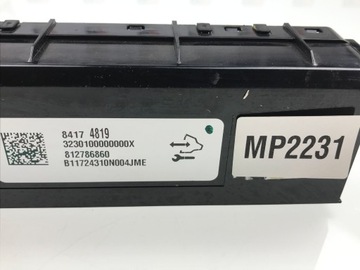 8417 4819
3230100000000X
812786860
B11724310N004JME
MP2231